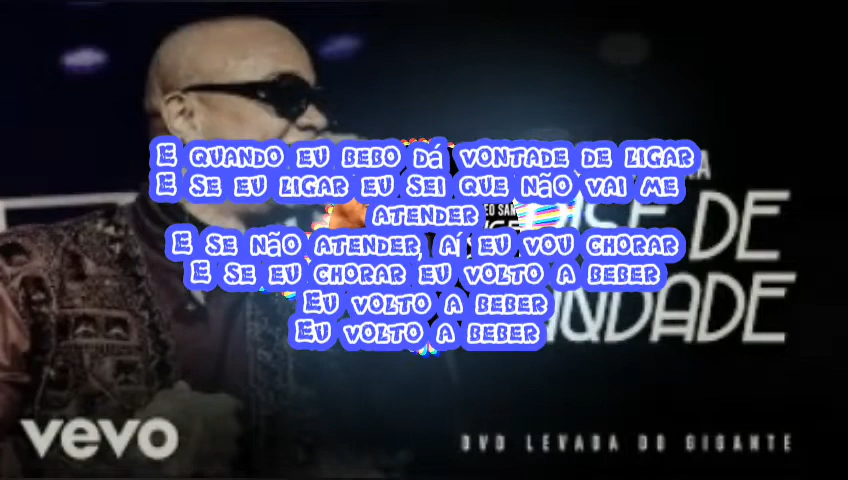 E QUANDO EU BEBO DÁ VONTADE DE LIGAR
E SE EU LIGAR EU SEI QUE NÃO VAI ME
ATENDER
E SE NÃO ATENDER, AÍ EU VOU CHORAR
E SE EU CHORAR EU VOLTO A BEBER
EU VOLTO A BEBER
EU VOLTO A BEBER
DE
vevo
DVD LEVADA DO GIGANTE